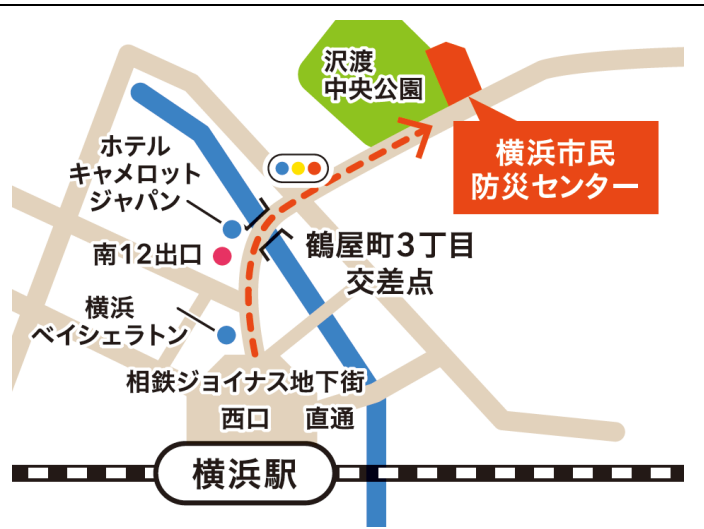 沢渡
中央公園
横浜市民
防災センター
ホテル
キャメロット
ジャパン
南12出口
鶴屋町3丁目
交差点
横浜
ベイシェラトン
相鉄ジョイナス地下街
西口 直通
横浜駅